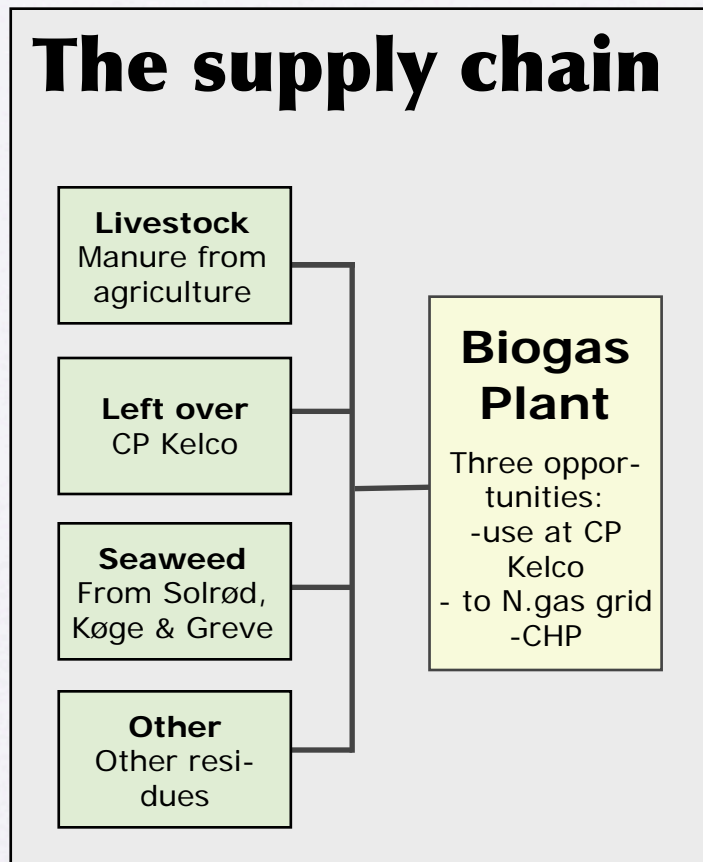 The supply chain
Livestock
Manure from
agriculture
Left over
CP Kelco
Seaweed
From Solrød,
Køge & Greve
Other
Other resi-
dues
Biogas
Plant
Three oppor-
tunities:
-use at CP
Kelco
- to N.gas grid
-CHP